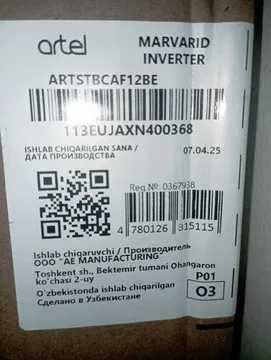 artel
MARVARID
INVERTER
ARTSTBCAF12BE
113EUJAXN400368
ISHLAB CHIQARILGAN SANA /
ДАТА ПРОИЗВОДСТВА
07.04.25
Reg.№: 0367938
4 780126 315115
Ishlab chiqaruvchi / Производитель
ООО "AE MANUFACTURING"
Toshkent sh., Bektemir tumani Ohangaron
ko'chasi 2-uy
P01
O'zbekistonda ishlab chiqarilgan
Сделано в Узбекистане
O3